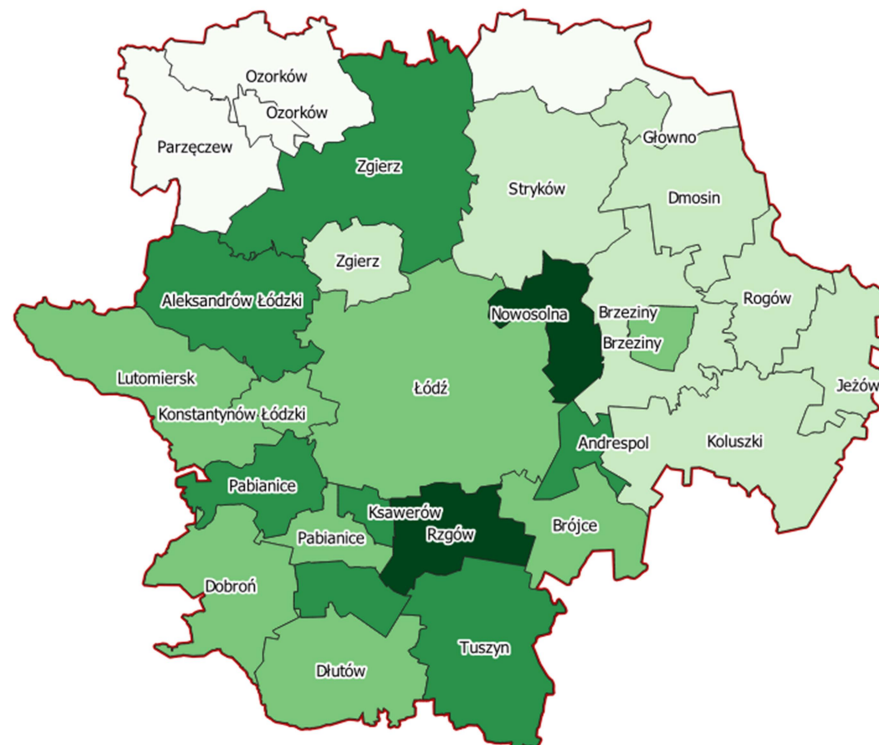 Ozorków
Ozorków
Głowno
Parzęczew
Zgierz
Stryków
Dmosin
Zgierz
Aleksandrów Łódzki
Rogów
Nowosolna
Brzeziny
Brzeziny
Lutomiersk
Łódź
Jeżów
Konstantynów Łódzki
Andrespol
Koluszki
Pabianice
Ksawerów
Brójce
Rzgów
Pabianice
Dobroń
Tuszyn
Dłutów